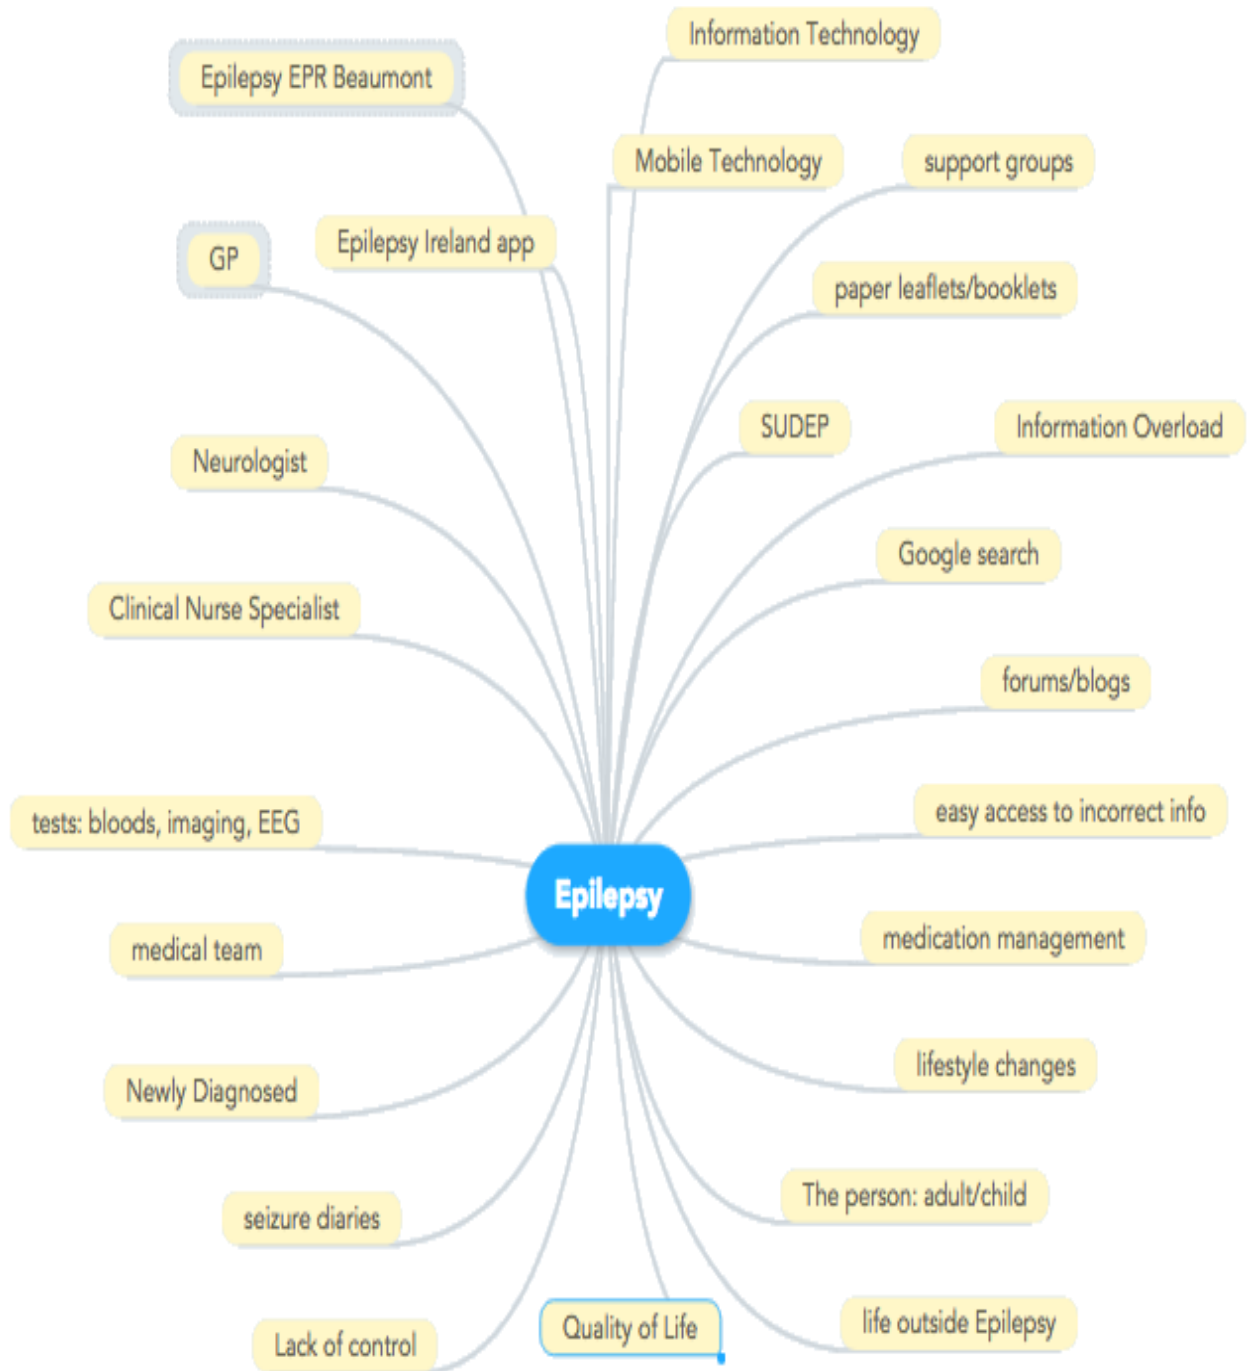 Information Technology
Epilepsy EPR Beaumont
Mobile Technology
support groups
Epilepsy Ireland app
GP
paper leaflets/booklets
SUDEP
Information Overload
Neurologist
Google search
Clinical Nurse Specialist
forums/blogs
easy access to incorrect info
tests: bloods, imaging, EEG
Epilepsy
medication management
medical team
lifestyle changes
Newly Diagnosed
The person: adult/child
seizure diaries
life outside Epilepsy
Quality of Life
Lack of control